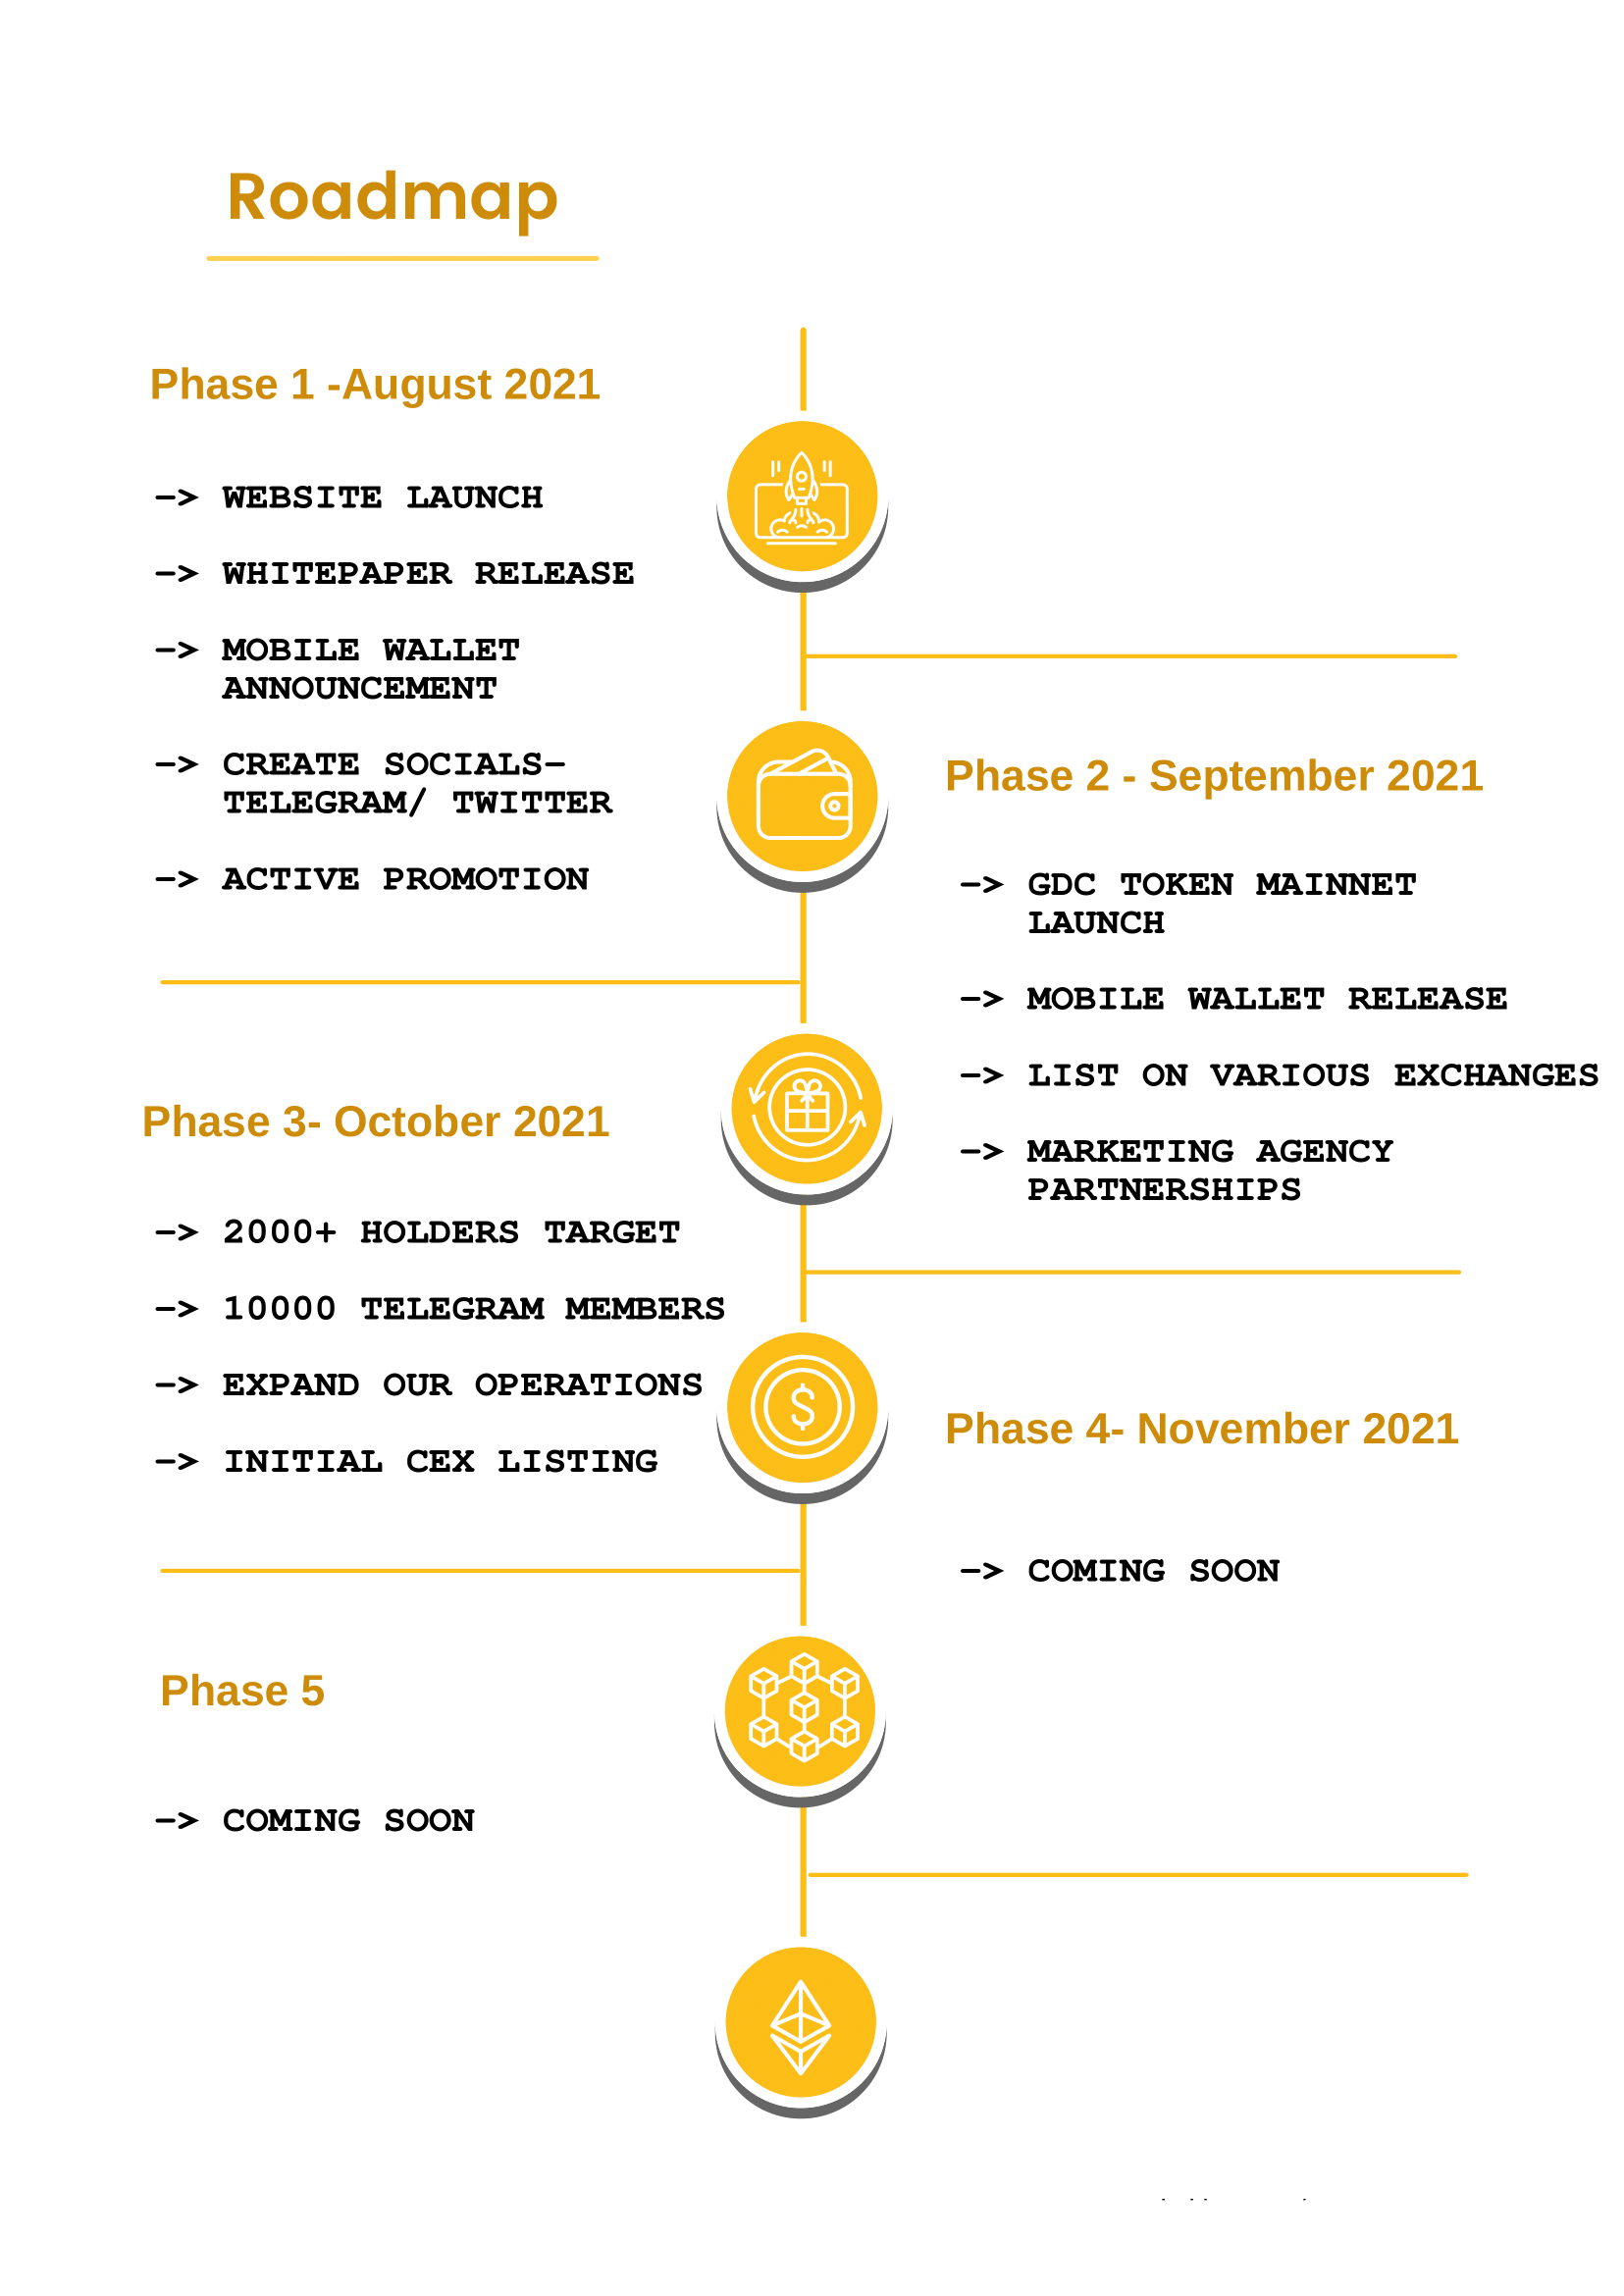 Roadmap
Phase 1 -August 2021
-> WEBSITE LAUNCH
-> WHITEPAPER RELEASE
-> MOBILE WALLET
ANNOUNCEMENT
-> CREATE SOCIALS-
TELEGRAM/ TWITTER
-> ACTIVE PROMOTION
Phase 2 - September 2021
-> GDC TOKEN MAINNET
LAUNCH
-> MOBILE WALLET RELEASE
-> LIST ON VARIOUS EXCHANGES
-> MARKETING AGENCY
PARTNERSHIPS
Phase 3- October 2021
-> 2000+ HOLDERS TARGET
-> 10000 TELEGRAM MEMBERS
-> EXPAND OUR OPERATIONS
-> INITIAL CEX LISTING
Phase 4- November 2021
-> COMING SOON
Phase 5
-> COMING SOON